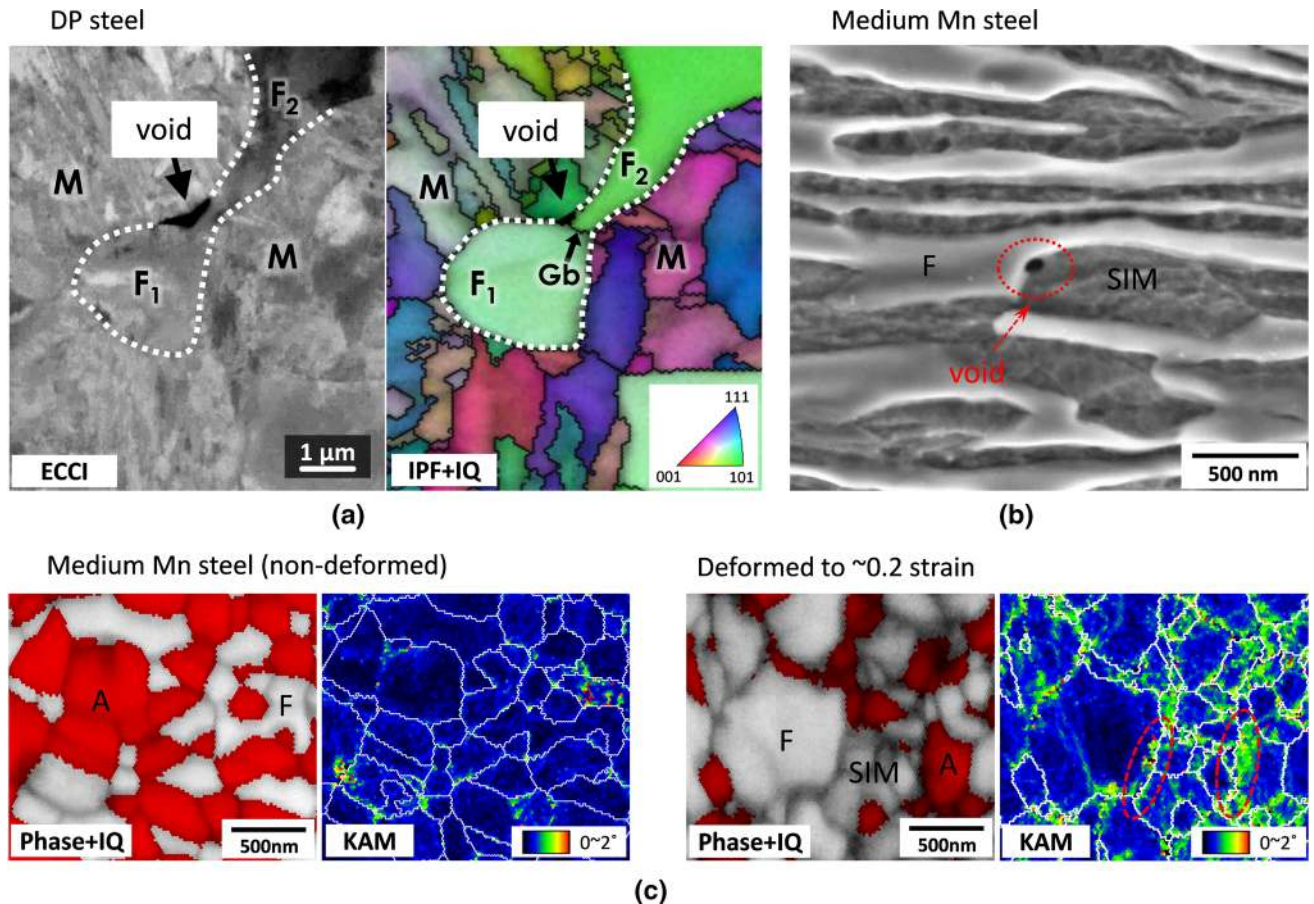 DP steel
Medium Mn steel
void
F2
M
M
F1
ECCI
1 μm
void
F2
M
M
F1
Gb
111
001
101
IPF+IQ
F
SIM
void
500 nm
(a)
(b)
Medium Mn steel (non-deformed)
Deformed to ~0.2 strain
A
F
Phase+IQ
500nm
KAM
0~2°
F
SIM
A
Phase+IQ
500nm
KAM
0~2°
(c)